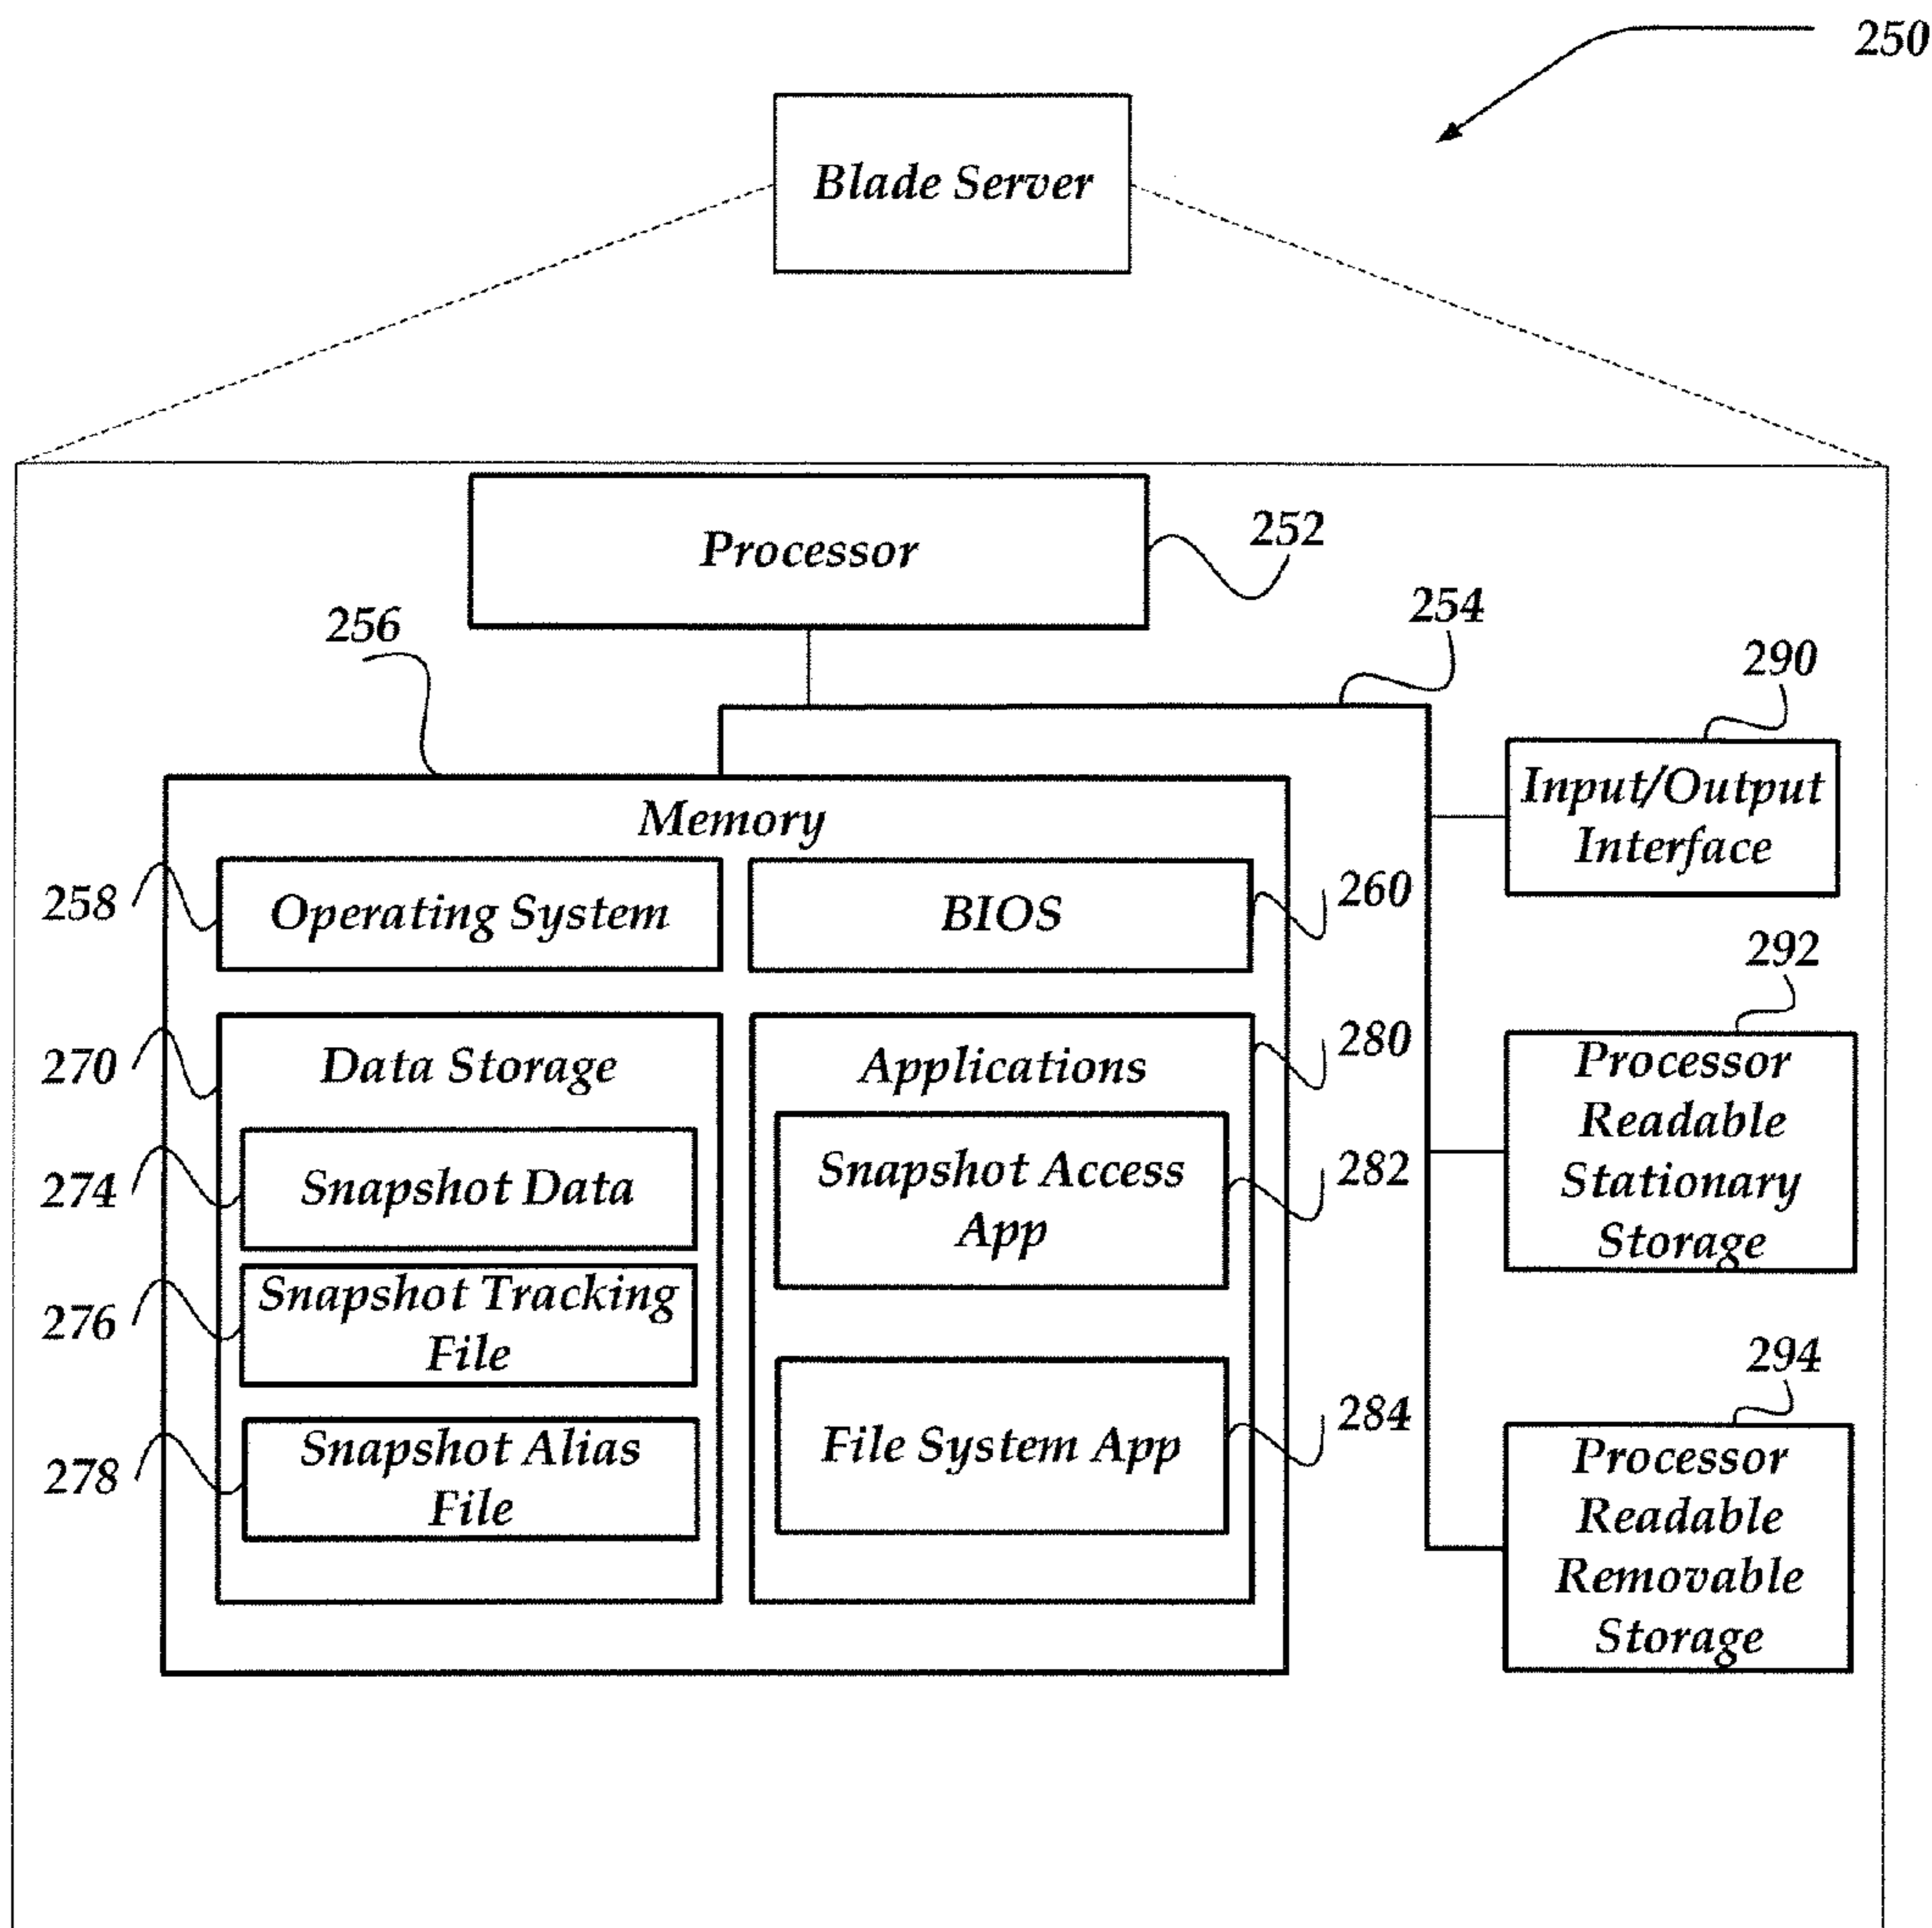 250
Blade Server
Processor
252
256
254
290
Input/Output
Interface
Memory
258
Operating System
BIOS
260
292
Processor
Readable
Stationary
Storage
270
Data Storage
Applications
280
274
Snapshot Data
Snapshot Access
App
282
276
Snapshot Tracking
File
278
Snapshot Alias
File
File System App
284
294
Processor
Readable
Removable
Storage